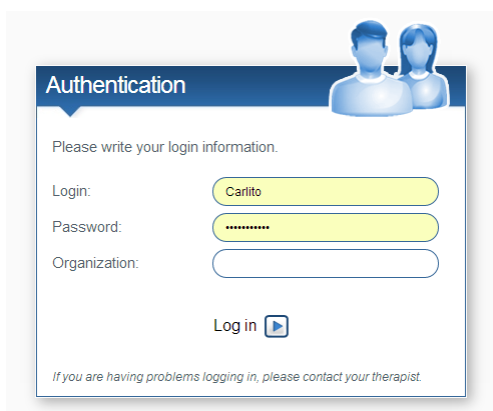 Authentication
Please write your login information.
Login:
Carlito
Password:
•••••••••••
Organization:
Log in
If you are having problems logging in, please contact your therapist.